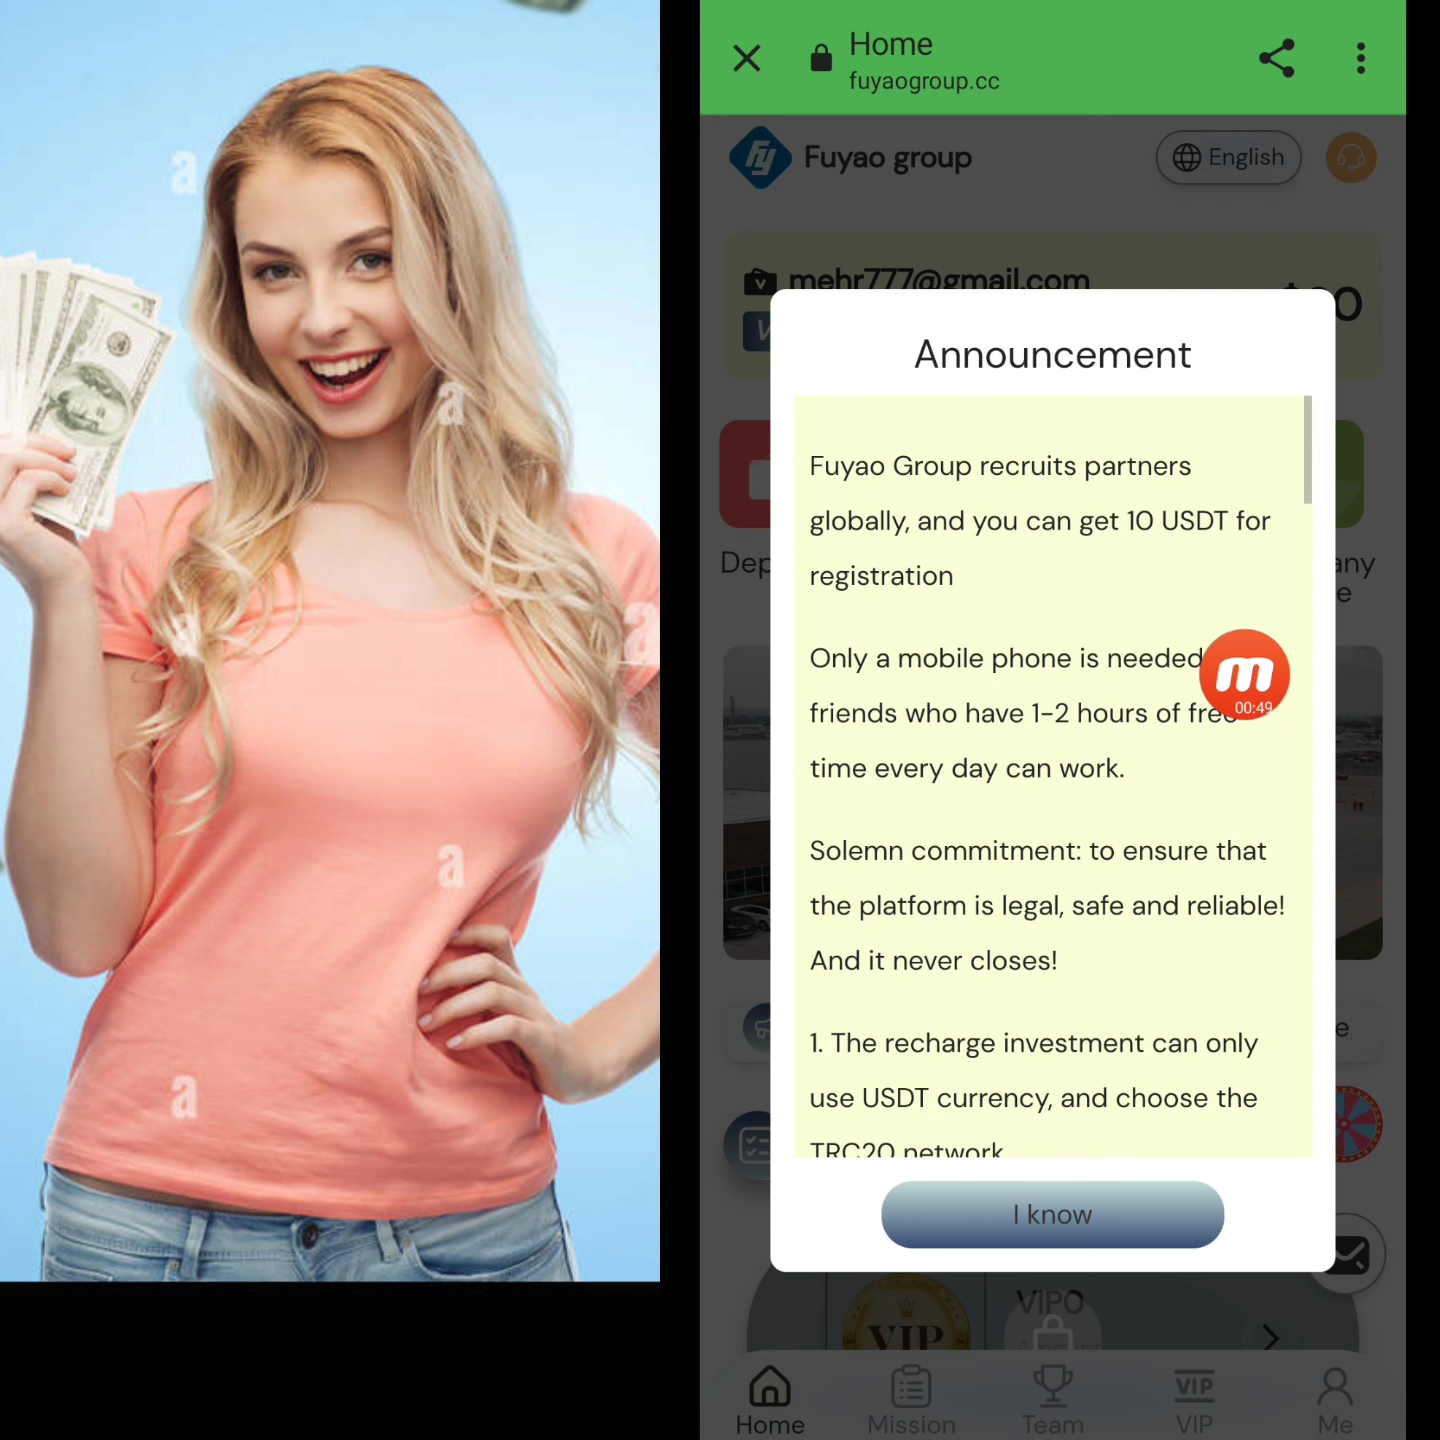 Home
fuyaogroup.cc
Fuyao group
English
mehr777@gmail.com
Announcement
Fuyao Group recruits partners
globally, and you can get 10 USDT for
registration
Only a mobile phone is needed
friends who have 1-2 hours of free
time every day can work.
Solemn commitment: to ensure that
the platform is legal, safe and reliable!
And it never closes!
1. The recharge investment can only
use USDT currency, and choose the
TRC20 network
m
00:49
I know
VIP
VIP0
Home
Mission
Team
VIP
VIP
Me
a
a
a
a
a
a